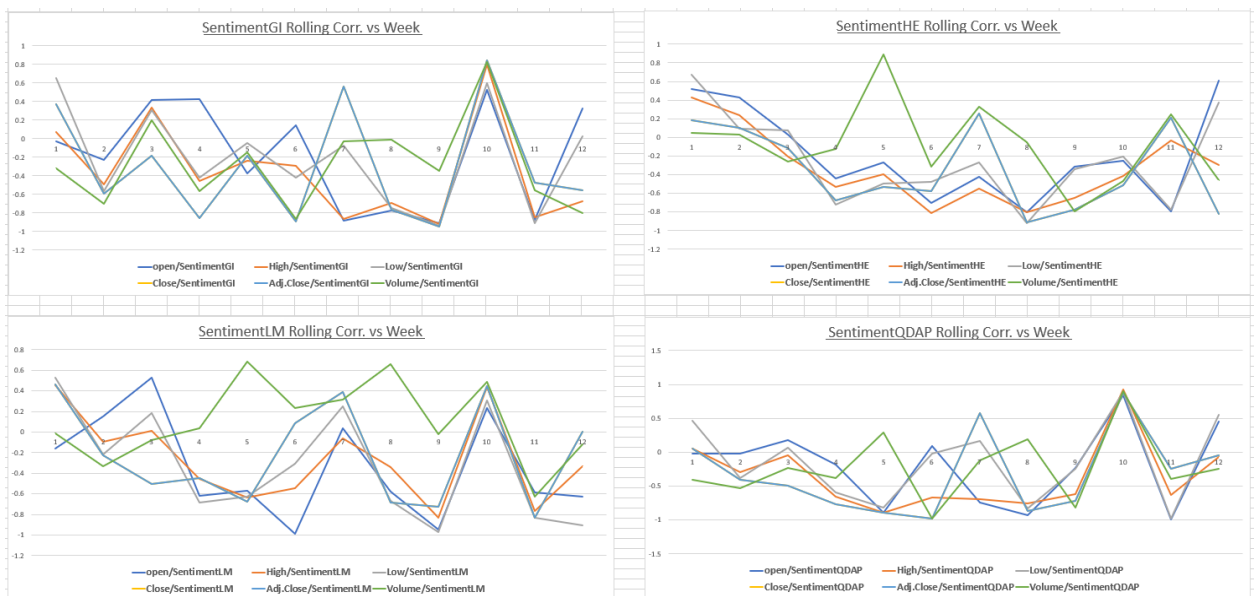 SentimentGI Rolling Corr. vs Week
1
0.8
0.6
0.4
0.2
0
-0.2
-0.4
-0.6
-0.8
-1
-1.2
1 2 3 4 5 6 7 8 9 10 11 12
open/SentimentGI High/SentimentGI Low/SentimentGI
Close/SentimentGI Adj.Close/SentimentGI Volume/SentimentGI
SentimentHE Rolling Corr. vs Week
1
0.8
0.6
0.4
0.2
0
-0.2
-0.4
-0.6
-0.8
-1
-1.2
1 2 3 4 5 6 7 8 9 10 11 12
open/SentimentHE High/SentimentHE Low/SentimentHE
Close/SentimentHE Adj.Close/SentimentHE Volume/SentimentHE
SentimentLM Rolling Corr. vs Week
0.8
0.6
0.4
0.2
0
-0.2
-0.4
-0.6
-0.8
-1
-1.2
1 2 3 4 5 6 7 8 9 10 11 12
open/SentimentLM High/SentimentLM Low/SentimentLM
Close/SentimentLM Adj.Close/SentimentLM Volume/SentimentLM
SentimentQDAP Rolling Corr. vs Week
1.5
1
0.5
0
-0.5
-1
-1.5
1 2 3 4 5 6 7 8 9 10 11 12
open/SentimentQDAP High/SentimentQDAP Low/SentimentQDAP
Close/SentimentQDAP Adj.Close/SentimentQDAP Volume/SentimentQDAP